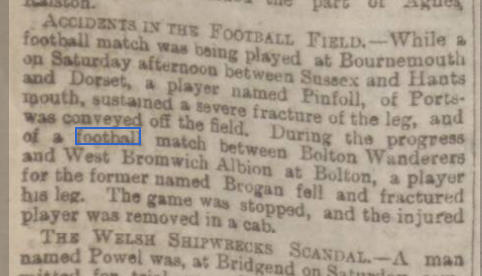 the part of Agnes
ACCIDENTS IN THE FOOTBALL FIELD.—While a
football match was being played at Bournemouth
on Saturday afternoon between Sussex and Hants
and Dorset, a player named Pinfoll, of Ports-
mouth, sustained a severe fracture of the leg, and
was conveyed off the field. During the progress
of a football match between Bolton Wanderers
and West Bromwich Albion at Bolton, a player
for the former named Brogan fell and fractured
his leg. The game was stopped, and the injured
player was removed in a cab.
THE WELSH SHIPWRECKS SCANDAL.—A man
named Powel was, at Bridgend on Saturday